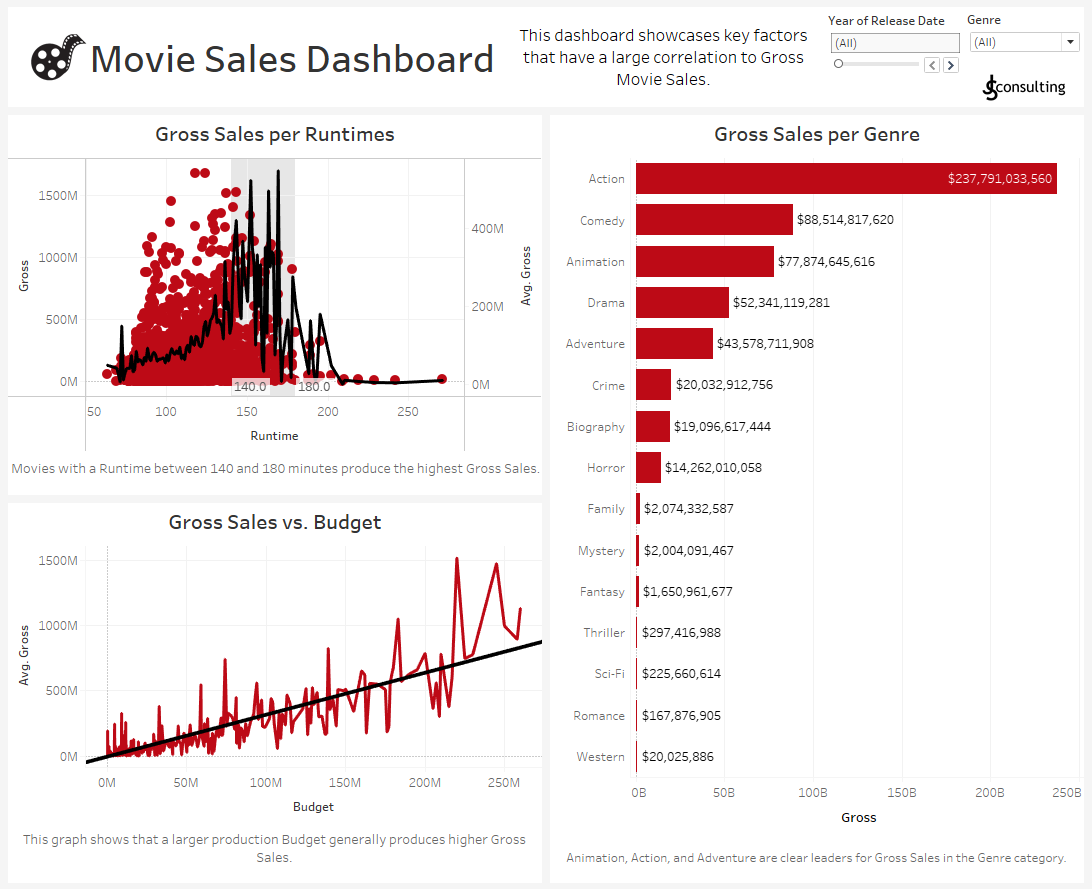 Movie Sales Dashboard
This dashboard showcases key factors
that have a large correlation to Gross
Movie Sales.
Year of Release Date
(All)
Genre
(All)
JSconsulting
Gross Sales per Runtimes
1500M
1000M
500M
0M
Gross
400M
200M
0M
Avg. Gross
140.0
180.0
50
100
150
200
250
Runtime
Movies with a Runtime between 140 and 180 minutes produce the highest Gross Sales.
Gross Sales vs. Budget
1500M
1000M
500M
0M
Avg. Gross
0M
50M
100M
150M
200M
250M
Budget
This graph shows that a larger production Budget generally produces higher Gross
Sales.
Gross Sales per Genre
Action $237,791,033,560
Comedy $88,514,817,620
Animation $77,874,645,616
Drama $52,341,119,281
Adventure $43,578,711,908
Crime $20,032,912,756
Biography $19,096,617,444
Horror $14,262,010,058
Family $2,074,332,587
Mystery $2,004,091,467
Fantasy $1,650,961,677
Thriller $297,416,988
Sci-Fi $225,660,614
Romance $167,876,905
Western $20,025,886
0B
50B
100B
150B
200B
250B
Gross
Animation, Action, and Adventure are clear leaders for Gross Sales in the Genre category.